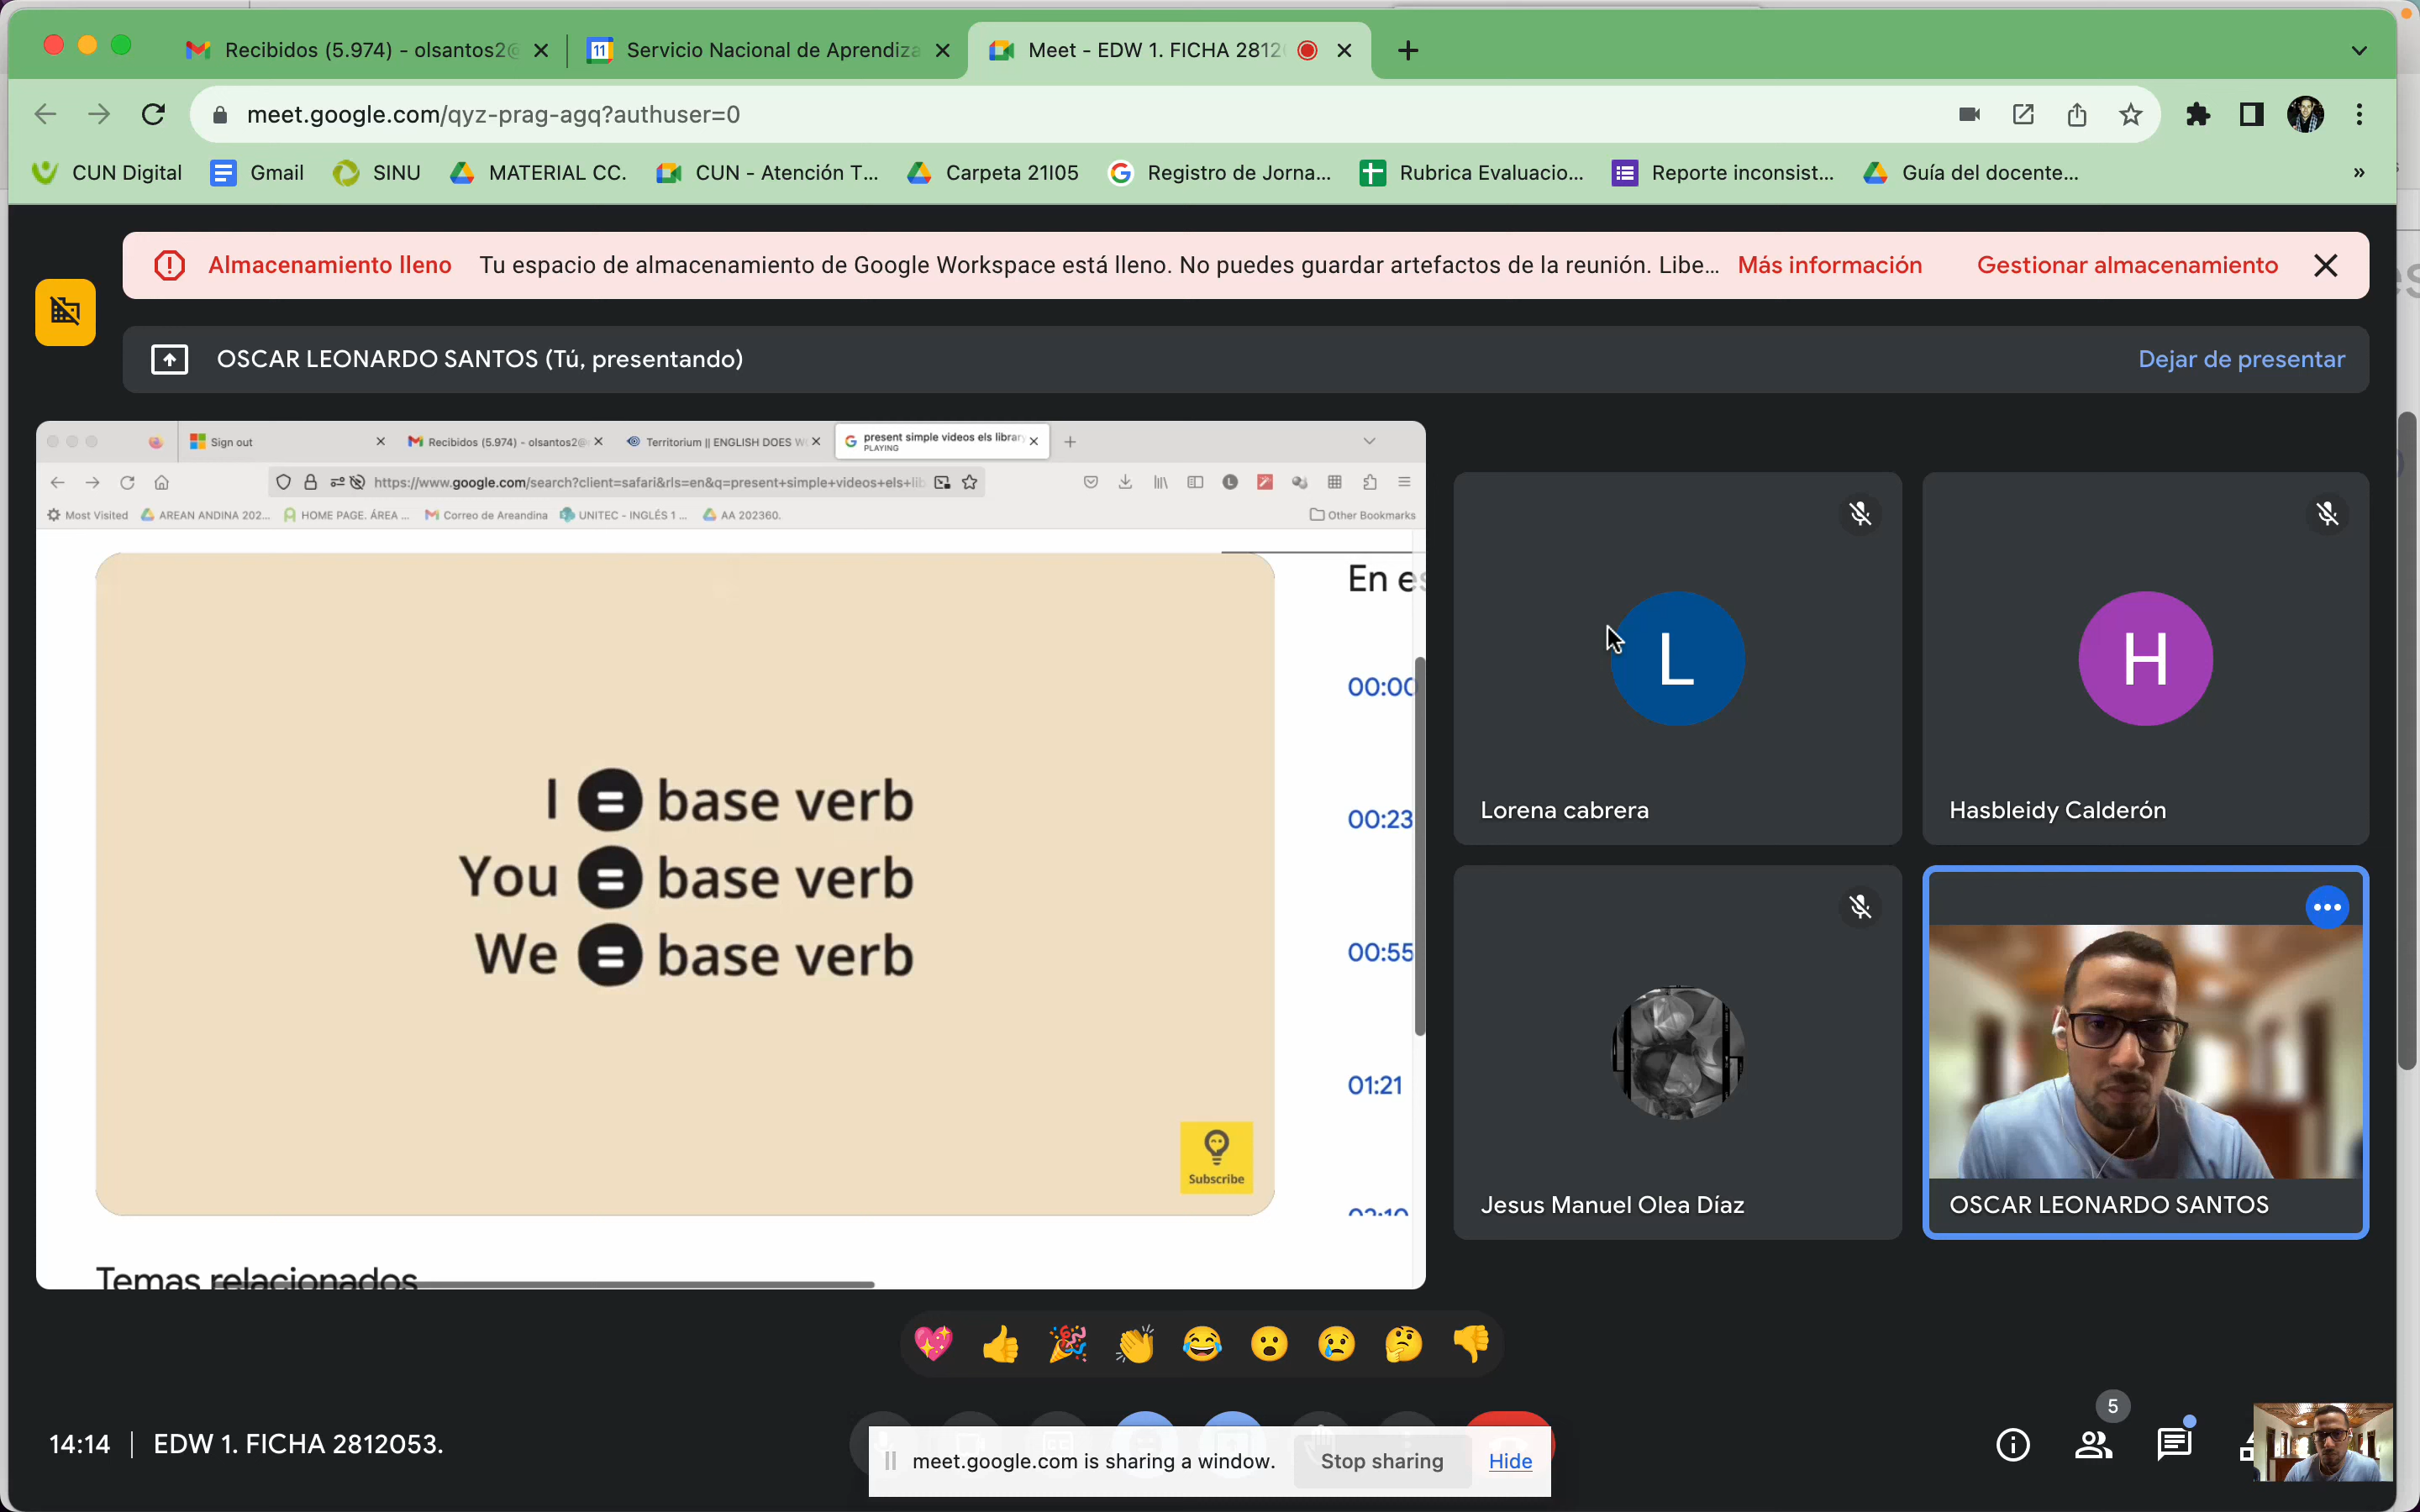 Recibidos (5.974) - olsantos2@
Servicio Nacional de Aprendiza
Meet - EDW 1. FICHA 2812
meet.google.com/qyz-prag-agq?authuser=0
CUN Digital
Gmail
SINU
MATERIAL CC.
CUN - Atención T...
Carpeta 21I05
Registro de Jorna...
Rubrica Evaluacio...
Reporte inconsist...
Guía del docente...
»
Almacenamiento lleno Tu espacio de almacenamiento de Google Workspace está lleno. No puedes guardar artefactos de la reunión. Libe... Más información Gestionar almacenamiento
OSCAR LEONARDO SANTOS (Tú, presentando)
Dejar de presentar
Sign out
Recibidos (5.974) - olsantos2@
Territorium || ENGLISH DOES W
present simple videos els library
PLAYING
https://www.google.com/search?client=safari&rls=en&q=present+simple+videos+els+lib
Most Visited
AREAN ANDINA 202...
HOME PAGE. ÁREA ...
Correo de Areandina
UNITEC - INGLÉS 1 ...
AA 202360.
Other Bookmarks
I = base verb
You = base verb
We = base verb
Subscribe
En es
00:00
00:23
00:55
01:21
02:10
Temas relacionados
L
Lorena cabrera
H
Hasbleidy Calderón
Jesus Manuel Olea Díaz
OSCAR LEONARDO SANTOS
14:14 | EDW 1. FICHA 2812053.
meet.google.com is sharing a window.
Stop sharing
Hide
5